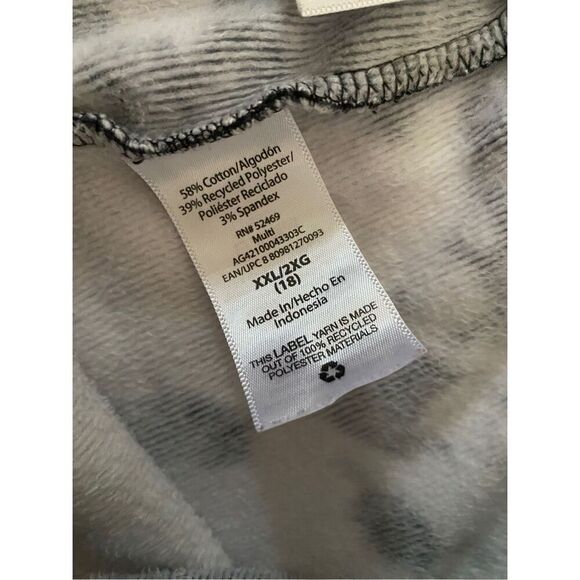 58% Cotton/Algodón
39% Recycled Polyester/
Poliéster Reciclado
3% Spandex
RN# 52469
Multi
AG42100043303C
EAN/UPC 8 80981270093
XXL/2XG
(18)
Made In/Hecho En
Indonesia
THIS LABEL YARN IS MADE
OUT OF 100% RECYCLED
POLYESTER MATERIALS